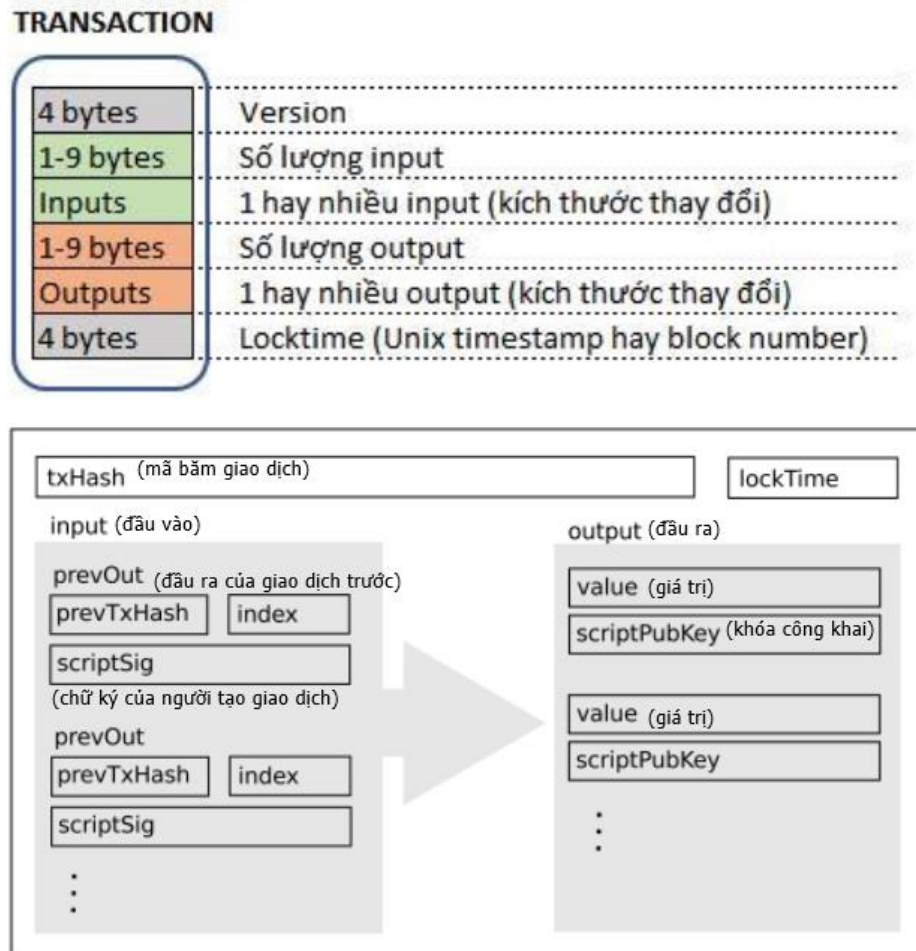 TRANSACTION
4 bytes Version
1-9 bytes Số lượng input
Inputs 1 hay nhiều input (kích thước thay đổi)
1-9 bytes Số lượng output
Outputs 1 hay nhiều output (kích thước thay đổi)
4 bytes Locktime (Unix timestamp hay block number)
txHash (mã băm giao dịch)
lockTime
input (đầu vào)
prevOut (đầu ra của giao dịch trước)
prevTxHash index
scriptSig
(chữ ký của người tạo giao dịch)
prevOut
prevTxHash index
scriptSig
output (đầu ra)
value (giá trị)
scriptPubKey (khóa công khai)
value (giá trị)
scriptPubKey